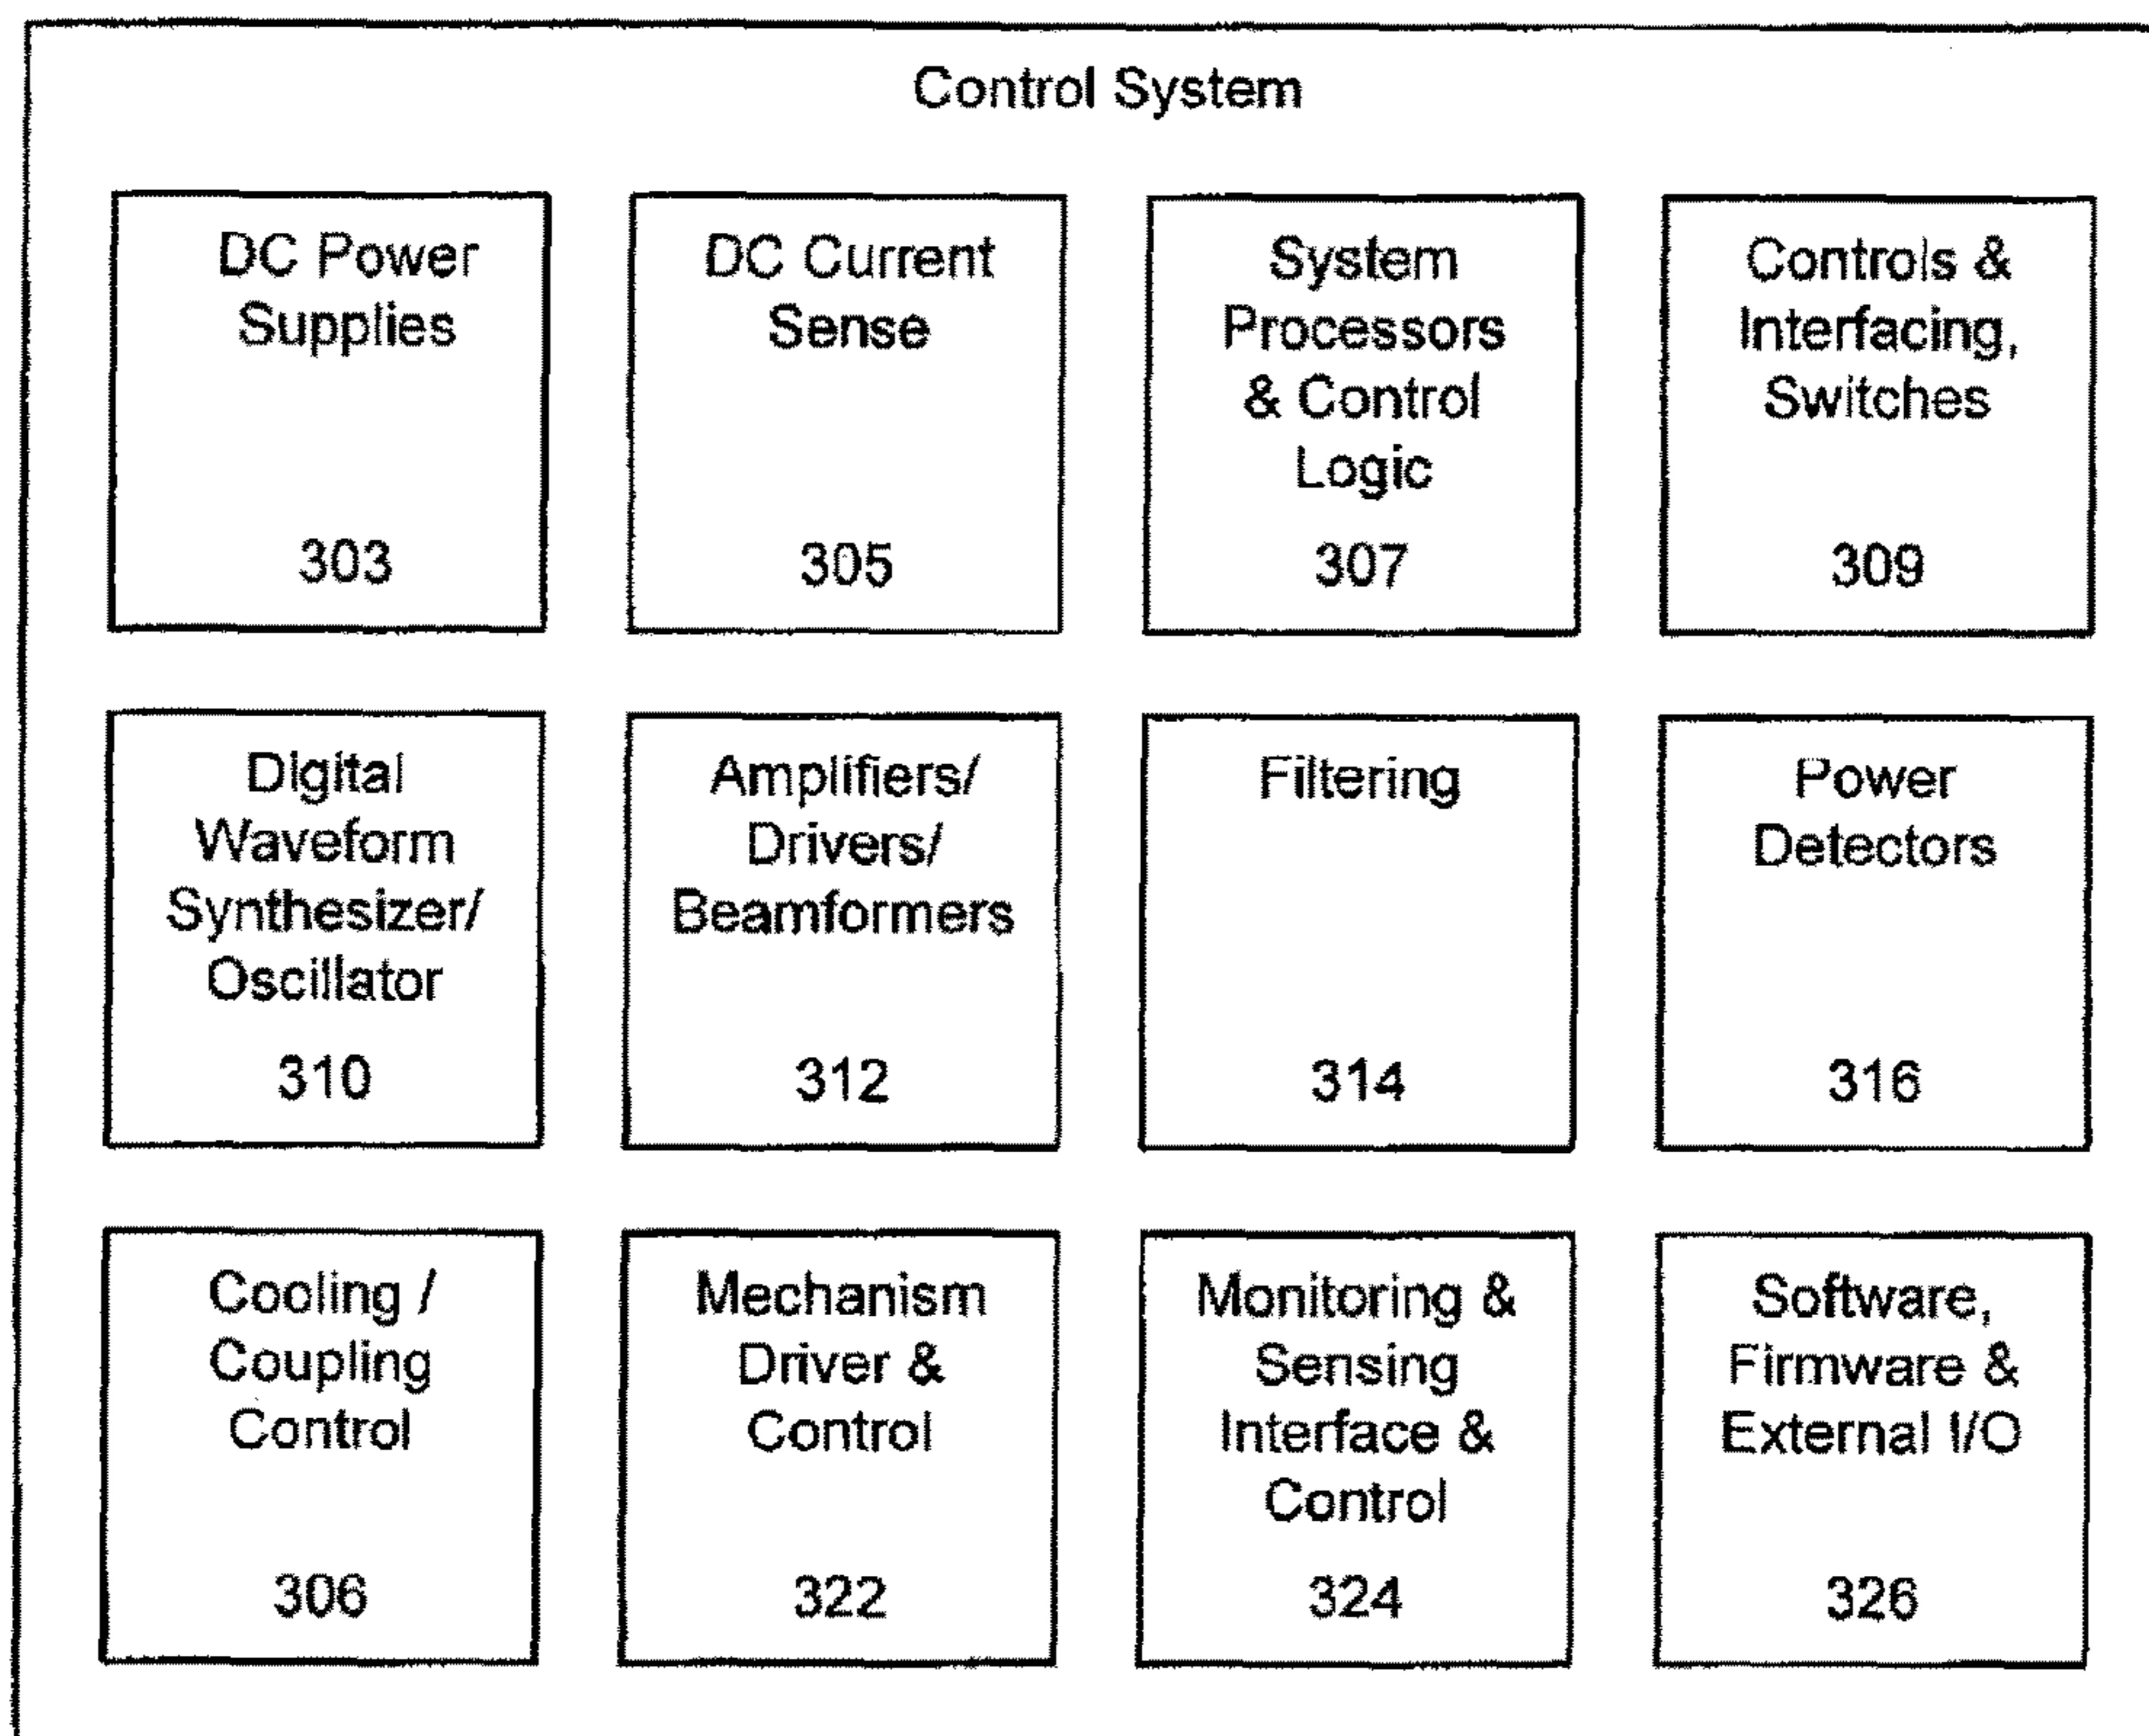 Control System
DC Power
Supplies
303
DC Current
Sense
305
System
Processors
& Control
Logic
307
Controls &
Interfacing,
Switches
309
Digital
Waveform
Synthesizer/
Oscillator
310
Amplifiers/
Drivers/
Beamformers
312
Filtering
314
Power
Detectors
316
Cooling /
Coupling
Control
306
Mechanism
Driver &
Control
322
Monitoring &
Sensing
Interface &
Control
324
Software,
Firmware &
External I/O
326